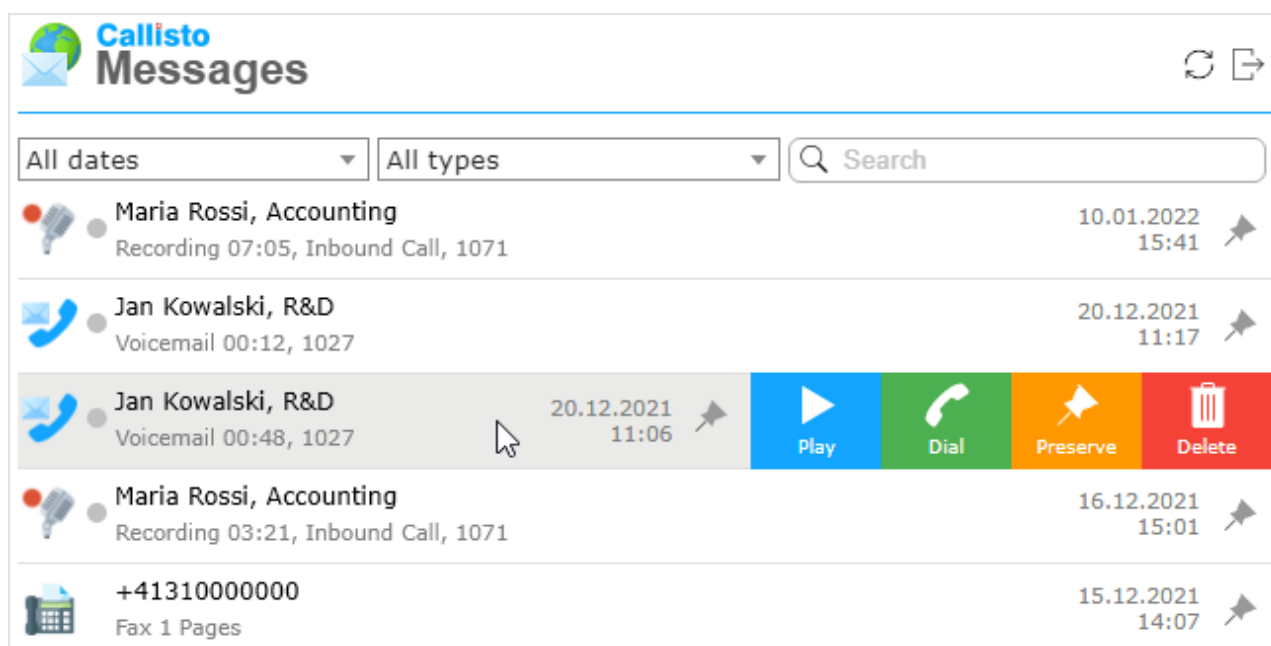 Callisto
Messages
All dates
All types
Search
Maria Rossi, Accounting
10.01.2022
Recording 07:05, Inbound Call, 1071
15:41
Jan Kowalski, R&D
20.12.2021
Voicemail 00:12, 1027
11:17
Jan Kowalski, R&D
20.12.2021
Voicemail 00:48, 1027
11:06
Play
Dial
Preserve
Delete
Maria Rossi, Accounting
16.12.2021
Recording 03:21, Inbound Call, 1071
15:01
+41310000000
15.12.2021
Fax 1 Pages
14:07